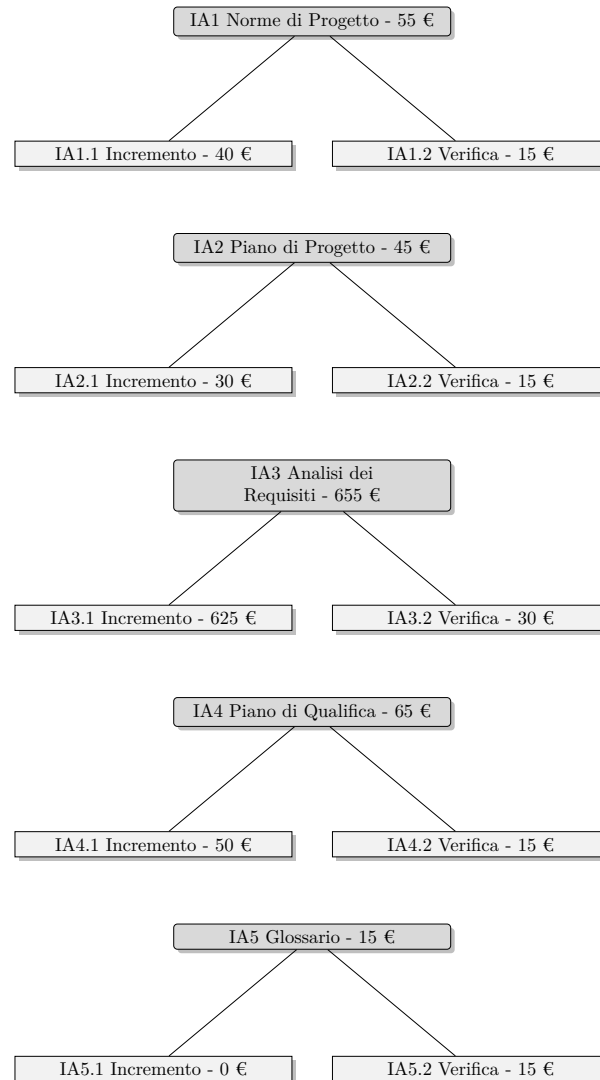 IA1 Norme di Progetto - 55 €
IA1.1 Incremento - 40 €
IA1.2 Verifica - 15 €
IA2 Piano di Progetto - 45 €
IA2.1 Incremento - 30 €
IA2.2 Verifica - 15 €
IA3 Analisi dei
Requisiti - 655 €
IA3.1 Incremento - 625 €
IA3.2 Verifica - 30 €
IA4 Piano di Qualifica - 65 €
IA4.1 Incremento - 50 €
IA4.2 Verifica - 15 €
IA5 Glossario - 15 €
IA5.1 Incremento - 0 €
IA5.2 Verifica - 15 €